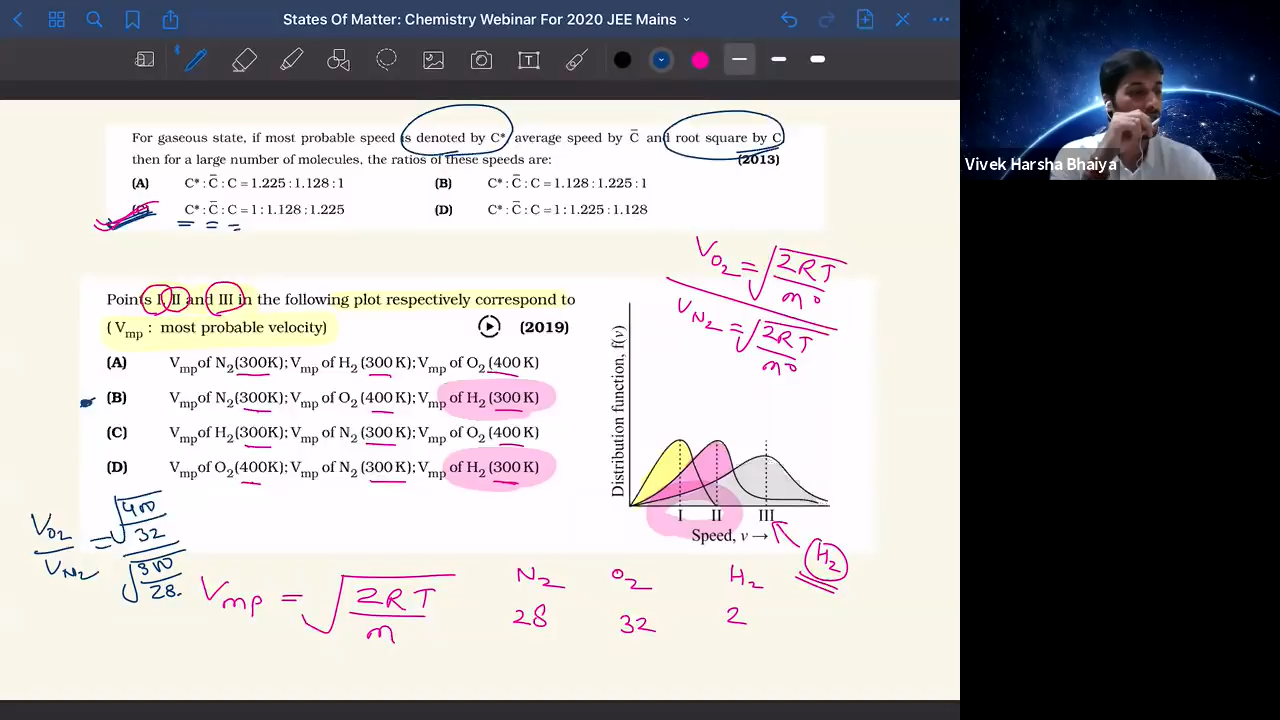 States Of Matter: Chemistry Webinar For 2020 JEE Mains
Vivek Harsha Bhaiya
For gaseous state, if most probable speed is denoted by C* average speed by C̄ and root square by C
then for a large number of molecules, the ratios of these speeds are: (2013)
(A) C* : C̄ : C = 1.225 : 1.128 : 1 (B) C* : C̄ : C = 1.128 : 1.225 : 1
C* : C̄ : C = 1 : 1.128 : 1.225 (D) C* : C̄ : C = 1 : 1.225 : 1.128
Points I, II and III in the following plot respectively correspond to
( Vmp : most probable velocity) (2019)
(A) Vmp of N2 (300K); Vmp of H2 (300 K); Vmp of O2 (400 K)
(B) Vmp of N2 (300K); Vmp of O2 (400 K); Vmp of H2 (300 K)
(C) Vmp of H2 (300K); Vmp of N2 (300 K); Vmp of O2 (400 K)
(D) Vmp of O2 (400K); Vmp of N2 (300 K); Vmp of H2 (300 K)
VO2 = √2RT/m
VN2 = √2RT/m
Distribution function, f(v)
I II III
Speed, v →
H2
VO2/VN2 = √400/32 / √300/28
Vmp = √2RT/m
N2 O2 H2
28 32 2